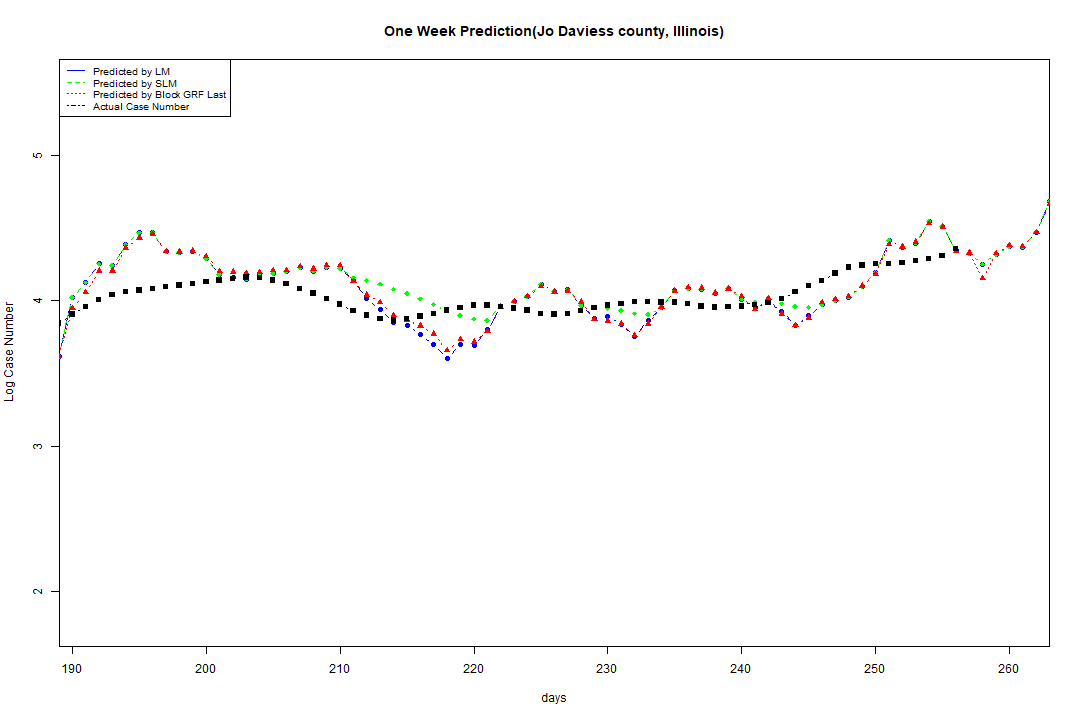 One Week Prediction(Jo Daviess county, Illinois)
Predicted by LM
Predicted by SLM
Predicted by Block GRF Last
Actual Case Number
5
4
3
2
Log Case Number
190 200 210 220 230 240 250 260
days